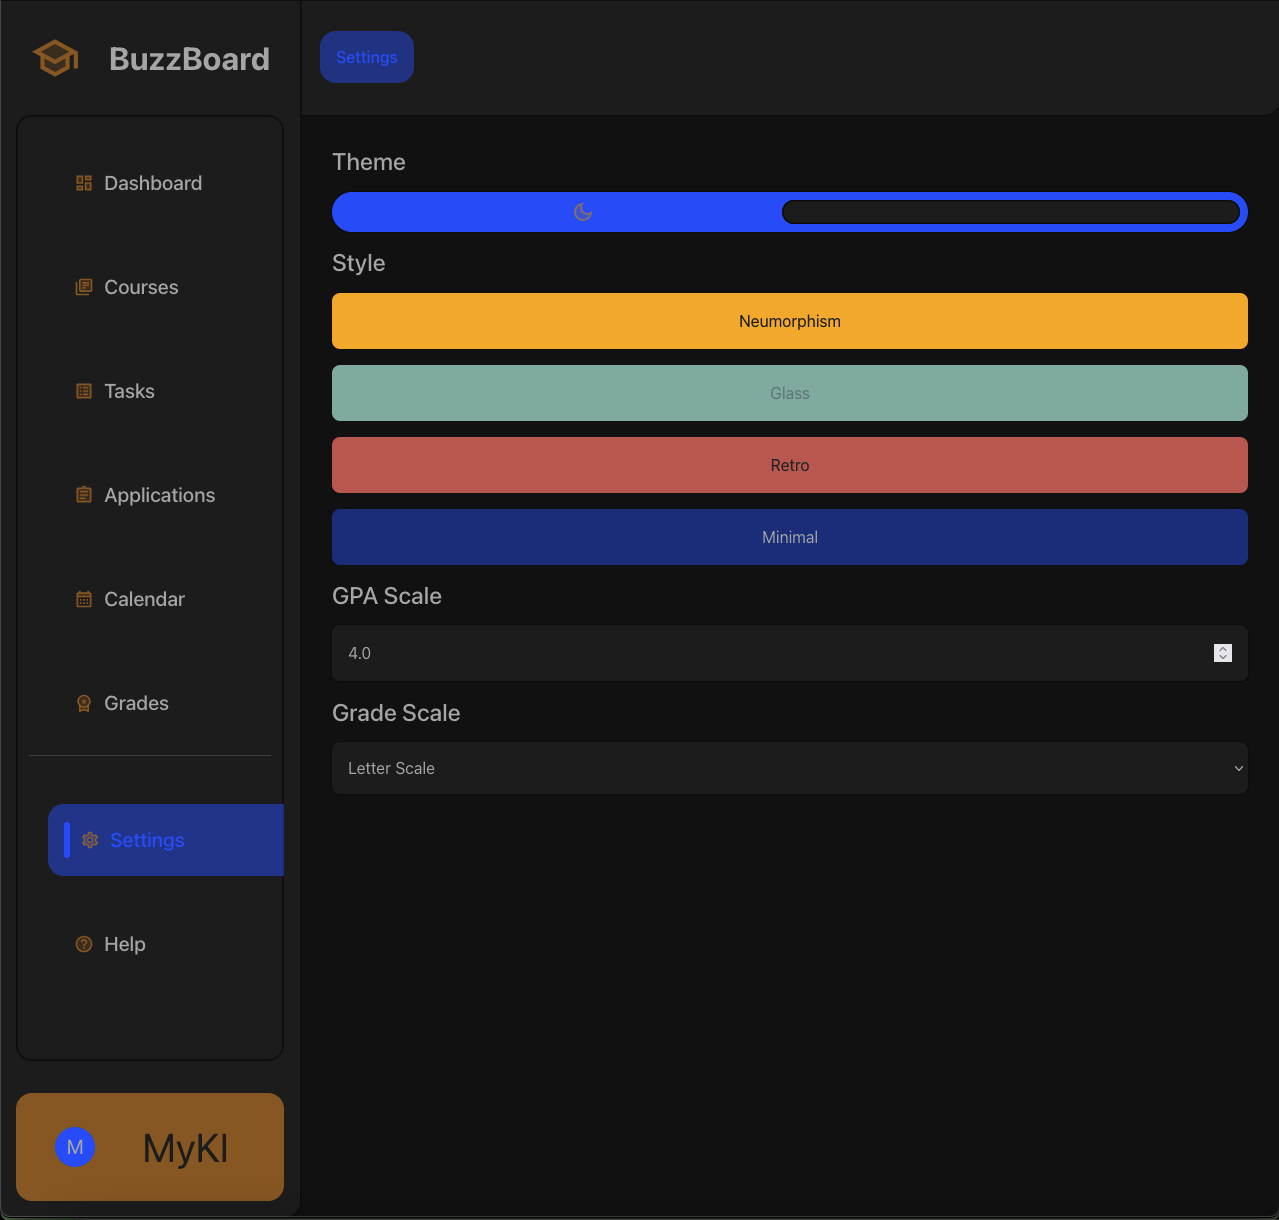 BuzzBoard
Dashboard
Courses
Tasks
Applications
Calendar
Grades
Settings
Help
M
MyKl
Settings
Theme
Style
Neumorphism
Glass
Retro
Minimal
GPA Scale
4.0
Grade Scale
Letter Scale